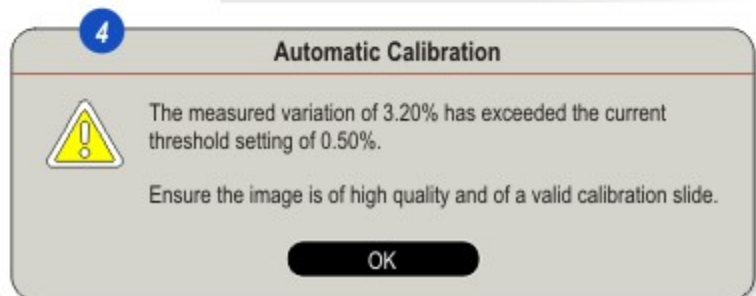 4
Automatic Calibration
The measured variation of 3.20% has exceeded the current
threshold setting of 0.50%.
Ensure the image is of high quality and of a valid calibration slide.
OK